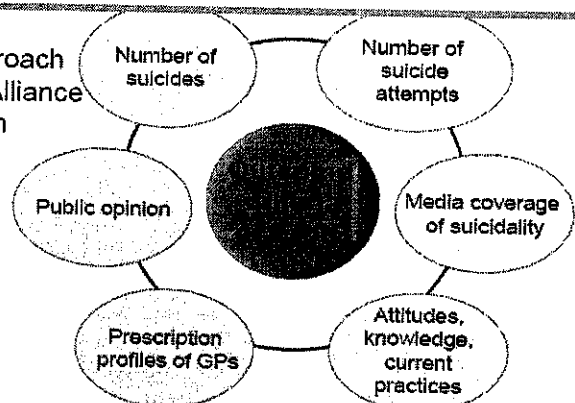 roach
Alliance
n
Number of
suicides
Number of
suicide
attempts
Public opinion
Media coverage
of suicidality
Prescription
profiles of GPs
Attitudes,
knowledge,
current
practices